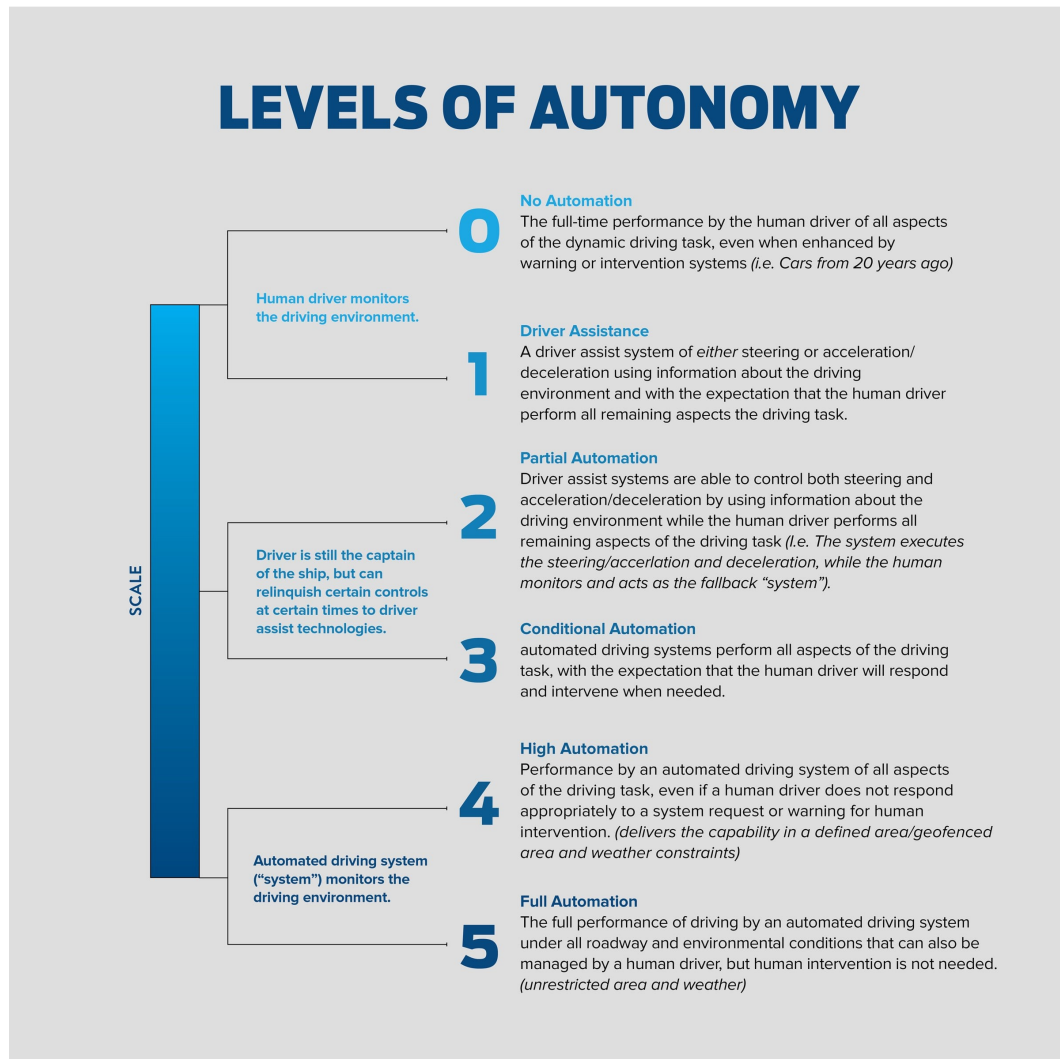 LEVELS OF AUTONOMY
0
No Automation
The full-time performance by the human driver of all aspects
of the dynamic driving task, even when enhanced by
warning or intervention systems (i.e. Cars from 20 years ago)
Human driver monitors
the driving environment.
1
Driver Assistance
A driver assist system of either steering or acceleration/
deceleration using information about the driving
environment and with the expectation that the human driver
perform all remaining aspects the driving task.
SCALE
2
Partial Automation
Driver assist systems are able to control both steering and
acceleration/deceleration by using information about the
driving environment while the human driver performs all
remaining aspects of the driving task (I.e. The system executes
the steering/accerlation and deceleration, while the human
monitors and acts as the fallback “system”).
Driver is still the captain
of the ship, but can
relinquish certain controls
at certain times to driver
assist technologies.
3
Conditional Automation
automated driving systems perform all aspects of the driving
task, with the expectation that the human driver will respond
and intervene when needed.
4
High Automation
Performance by an automated driving system of all aspects
of the driving task, even if a human driver does not respond
appropriately to a system request or warning for human
intervention. (delivers the capability in a defined area/geofenced
area and weather constraints)
Automated driving system
(“system”) monitors the
driving environment.
5
Full Automation
The full performance of driving by an automated driving system
under all roadway and environmental conditions that can also be
managed by a human driver, but human intervention is not needed.
(unrestricted area and weather)